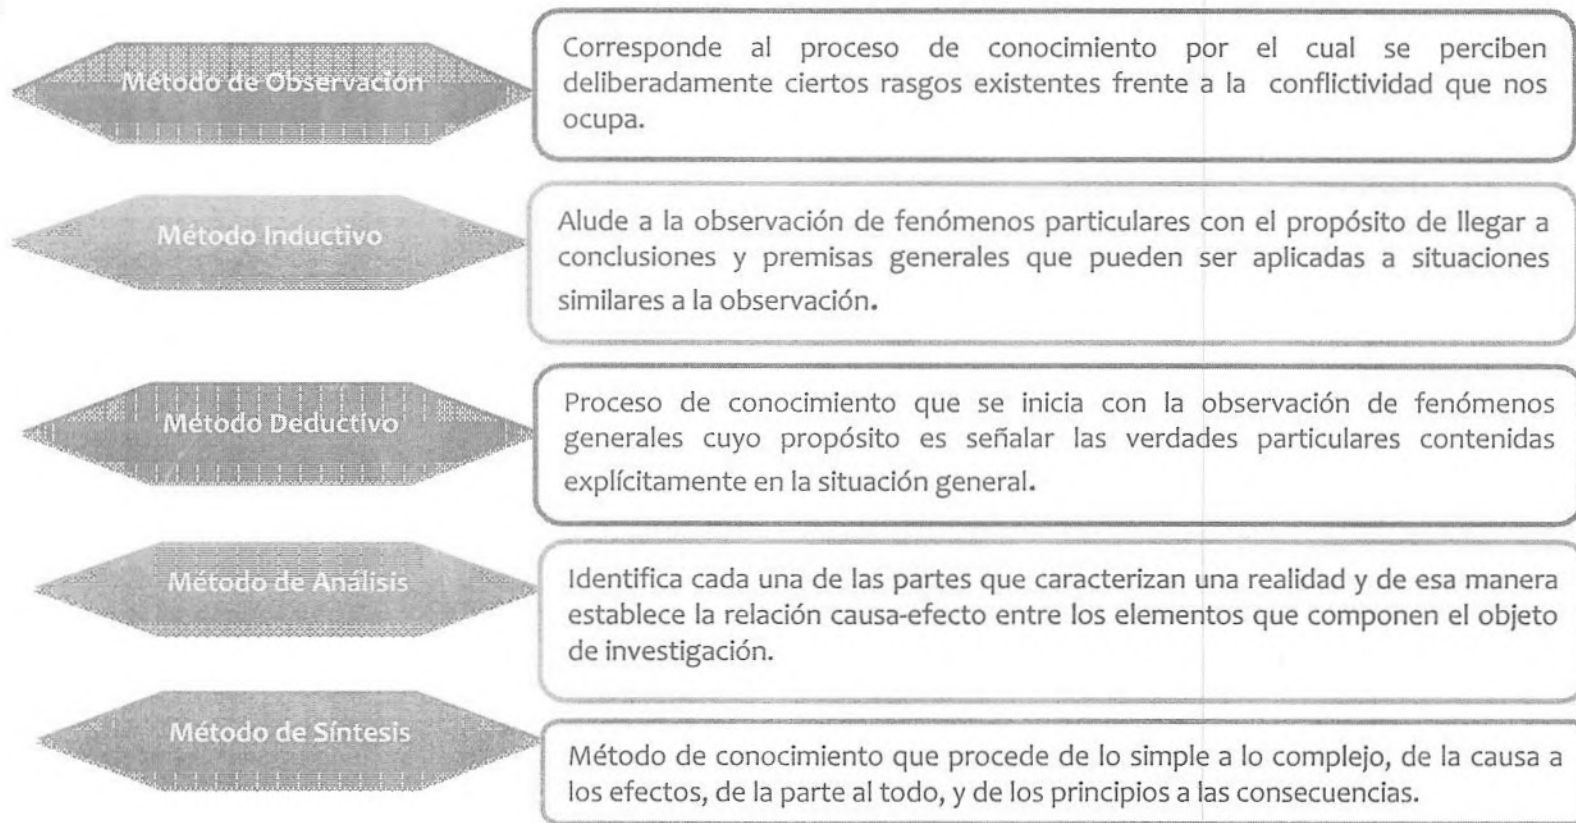 Método de Observación
Corresponde al proceso de conocimiento por el cual se perciben
deliberadamente ciertos rasgos existentes frente a la conflictividad que nos
ocupa.
Método Inductivo
Alude a la observación de fenómenos particulares con el propósito de llegar a
conclusiones y premisas generales que pueden ser aplicadas a situaciones
similares a la observación.
Método Deductivo
Proceso de conocimiento que se inicia con la observación de fenómenos
generales cuyo propósito es señalar las verdades particulares contenidas
explícitamente en la situación general.
Método de Análisis
Identifica cada una de las partes que caracterizan una realidad y de esa manera
establece la relación causa-efecto entre los elementos que componen el objeto
de investigación.
Método de Síntesis
Método de conocimiento que procede de lo simple a lo complejo, de la causa a
los efectos, de la parte al todo, y de los principios a las consecuencias.